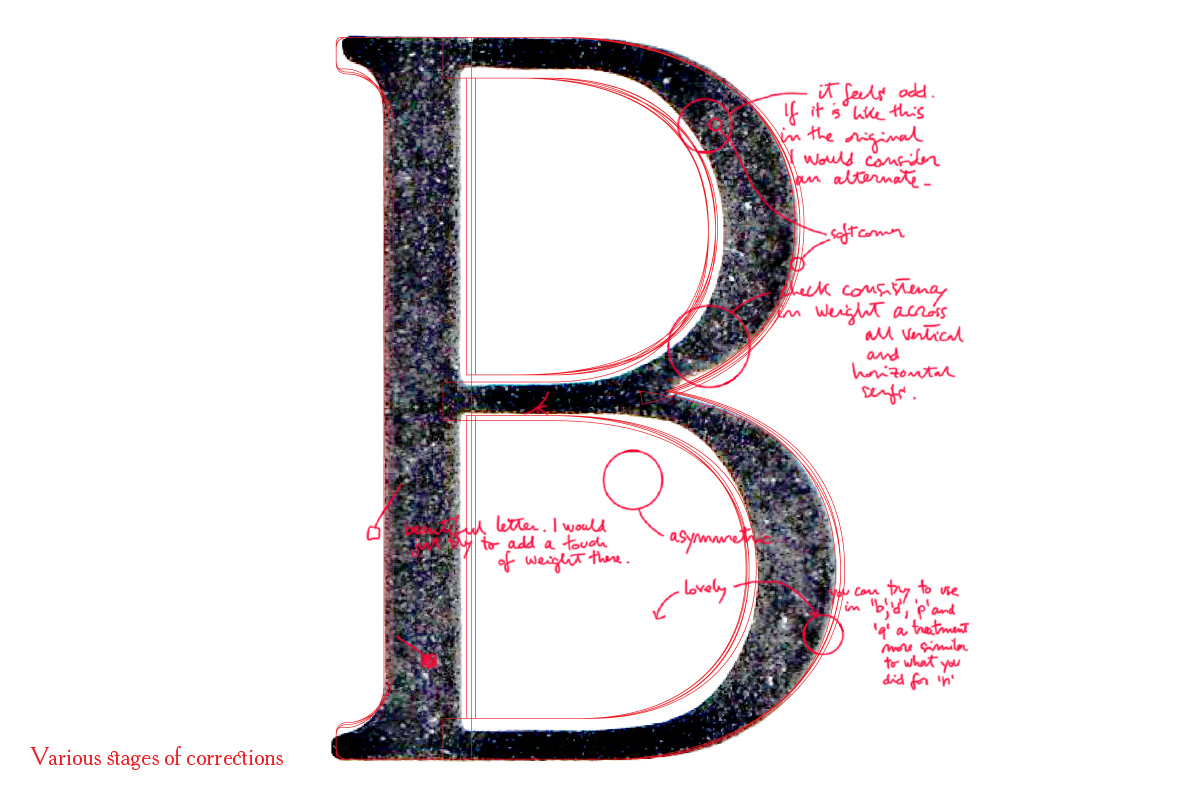 B
it feels odd.
If it is like this
in the original
I would consider
an alternate_
soft corner
check consistency
in weight across
all vertical
and
horizontal
serifs.
beautiful letter. I would
just try to add a touch
of weight there.
asymmetric
lovely
you can try to use
in 'b', 'd', 'p' and
'q' a treatment
more similar
to what you
did for 'n'
Various stages of corrections